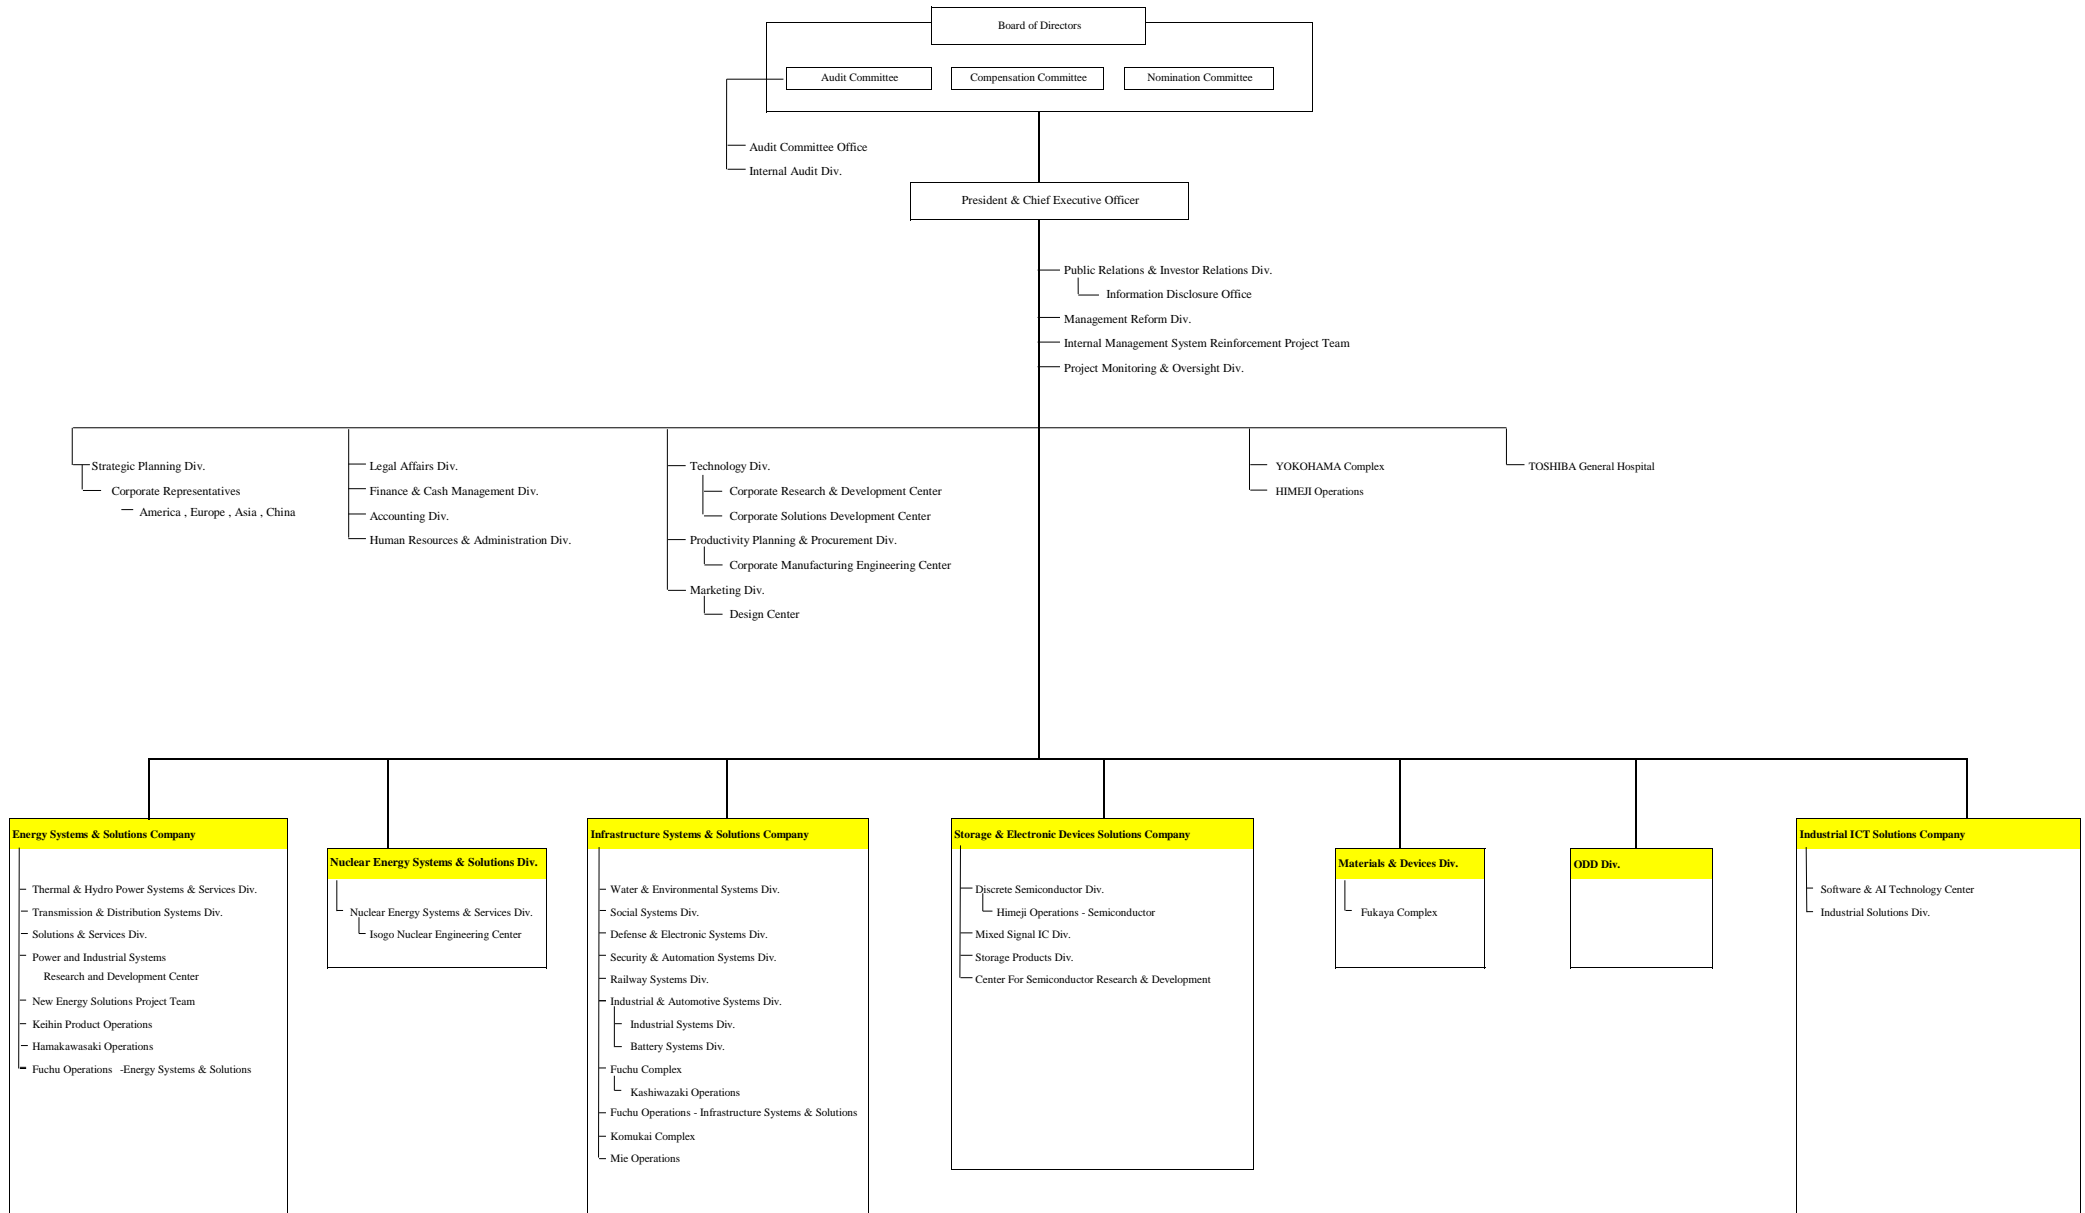 Board of Directors
Audit Committee
Compensation Committee
Nomination Committee
Audit Committee Office
Internal Audit Div.
President & Chief Executive Officer
Public Relations & Investor Relations Div.
Information Disclosure Office
Management Reform Div.
Internal Management System Reinforcement Project Team
Project Monitoring & Oversight Div.
Strategic Planning Div.
Corporate Representatives
America , Europe , Asia , China
Legal Affairs Div.
Finance & Cash Management Div.
Accounting Div.
Human Resources & Administration Div.
Technology Div.
Corporate Research & Development Center
Corporate Solutions Development Center
Productivity Planning & Procurement Div.
Corporate Manufacturing Engineering Center
Marketing Div.
Design Center
YOKOHAMA Complex
HIMEJI Operations
TOSHIBA General Hospital
Energy Systems & Solutions Company
Thermal & Hydro Power Systems & Services Div.
Transmission & Distribution Systems Div.
Solutions & Services Div.
Power and Industrial Systems
Research and Development Center
New Energy Solutions Project Team
Keihin Product Operations
Hamakawasaki Operations
Fuchu Operations -Energy Systems & Solutions
Nuclear Energy Systems & Solutions Div.
Nuclear Energy Systems & Services Div.
Isogo Nuclear Engineering Center
Infrastructure Systems & Solutions Company
Water & Environmental Systems Div.
Social Systems Div.
Defense & Electronic Systems Div.
Security & Automation Systems Div.
Railway Systems Div.
Industrial & Automotive Systems Div.
Industrial Systems Div.
Battery Systems Div.
Fuchu Complex
Kashiwazaki Operations
Fuchu Operations - Infrastructure Systems & Solutions
Komukai Complex
Mie Operations
Storage & Electronic Devices Solutions Company
Discrete Semiconductor Div.
Himeji Operations - Semiconductor
Mixed Signal IC Div.
Storage Products Div.
Center For Semiconductor Research & Development
Materials & Devices Div.
Fukaya Complex
ODD Div.
Industrial ICT Solutions Company
Software & AI Technology Center
Industrial Solutions Div.